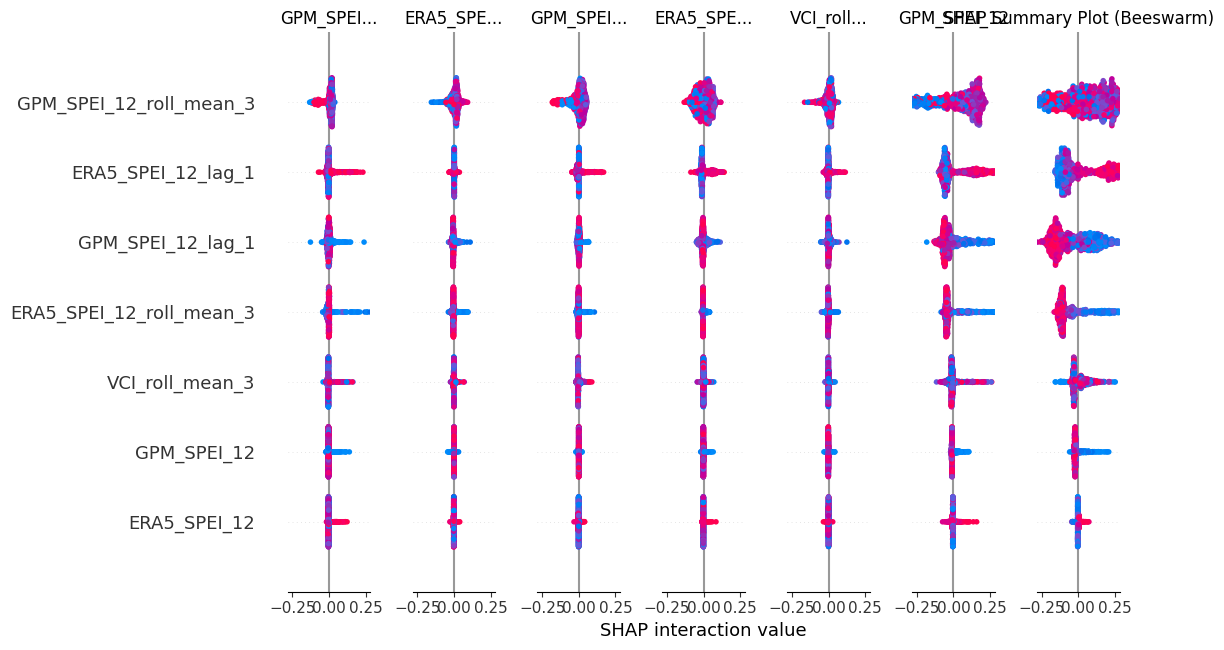 GPM_SPEI... ERA5_SPE... GPM_SPEI... ERA5_SPE... VCI_roll... GPM_SPEI_12 SHAP Summary Plot (Beeswarm)
GPM_SPEI_12_roll_mean_3
ERA5_SPEI_12_lag_1
GPM_SPEI_12_lag_1
ERA5_SPEI_12_roll_mean_3
VCI_roll_mean_3
GPM_SPEI_12
ERA5_SPEI_12
−0.25 0.00 0.25 −0.25 0.00 0.25 −0.25 0.00 0.25 −0.25 0.00 0.25 −0.25 0.00 0.25 −0.25 0.00 0.25 −0.25 0.00 0.25
SHAP interaction value